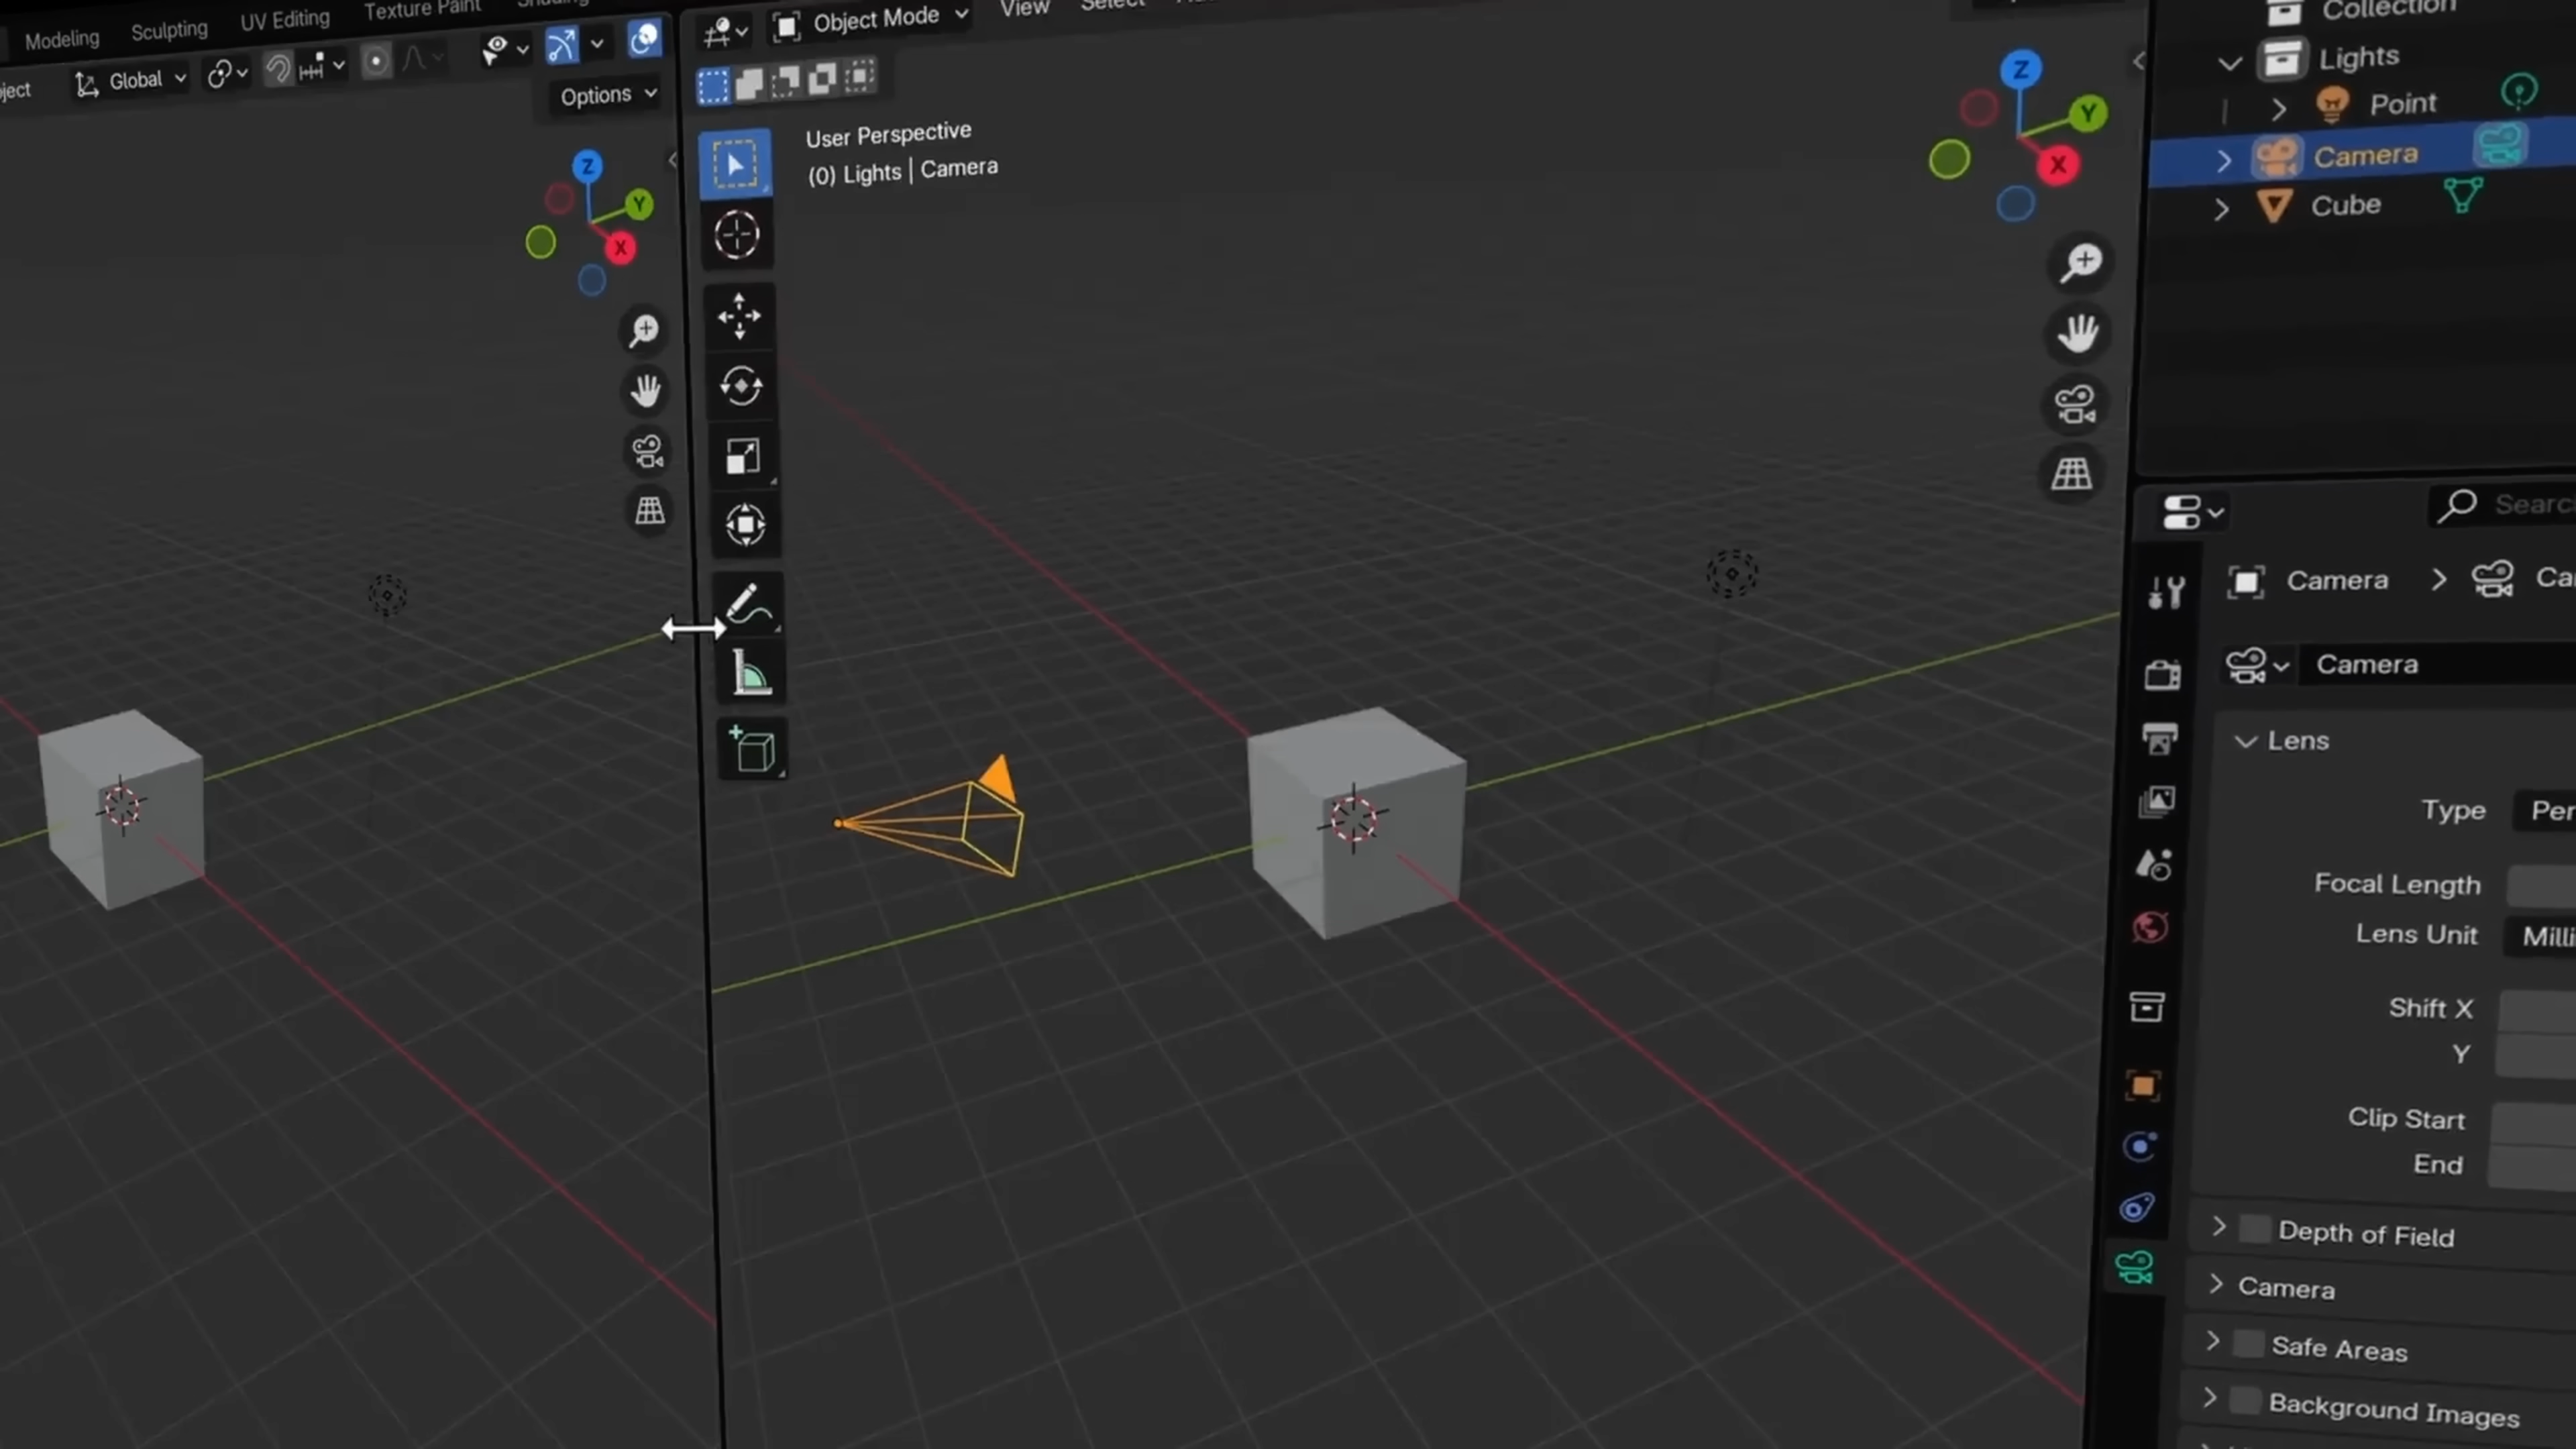 Modeling
Sculpting
UV Editing
Texture Paint
Global
Options
Z
Y
X
Object Mode
View
User Perspective
(0) Lights | Camera
Z
Y
X
Collection
Lights
Point
Camera
Cube
Camera
Camera
Lens
Type
Focal Length
Lens Unit
Shift X
Y
Clip Start
End
Depth of Field
Camera
Safe Areas
Background Images